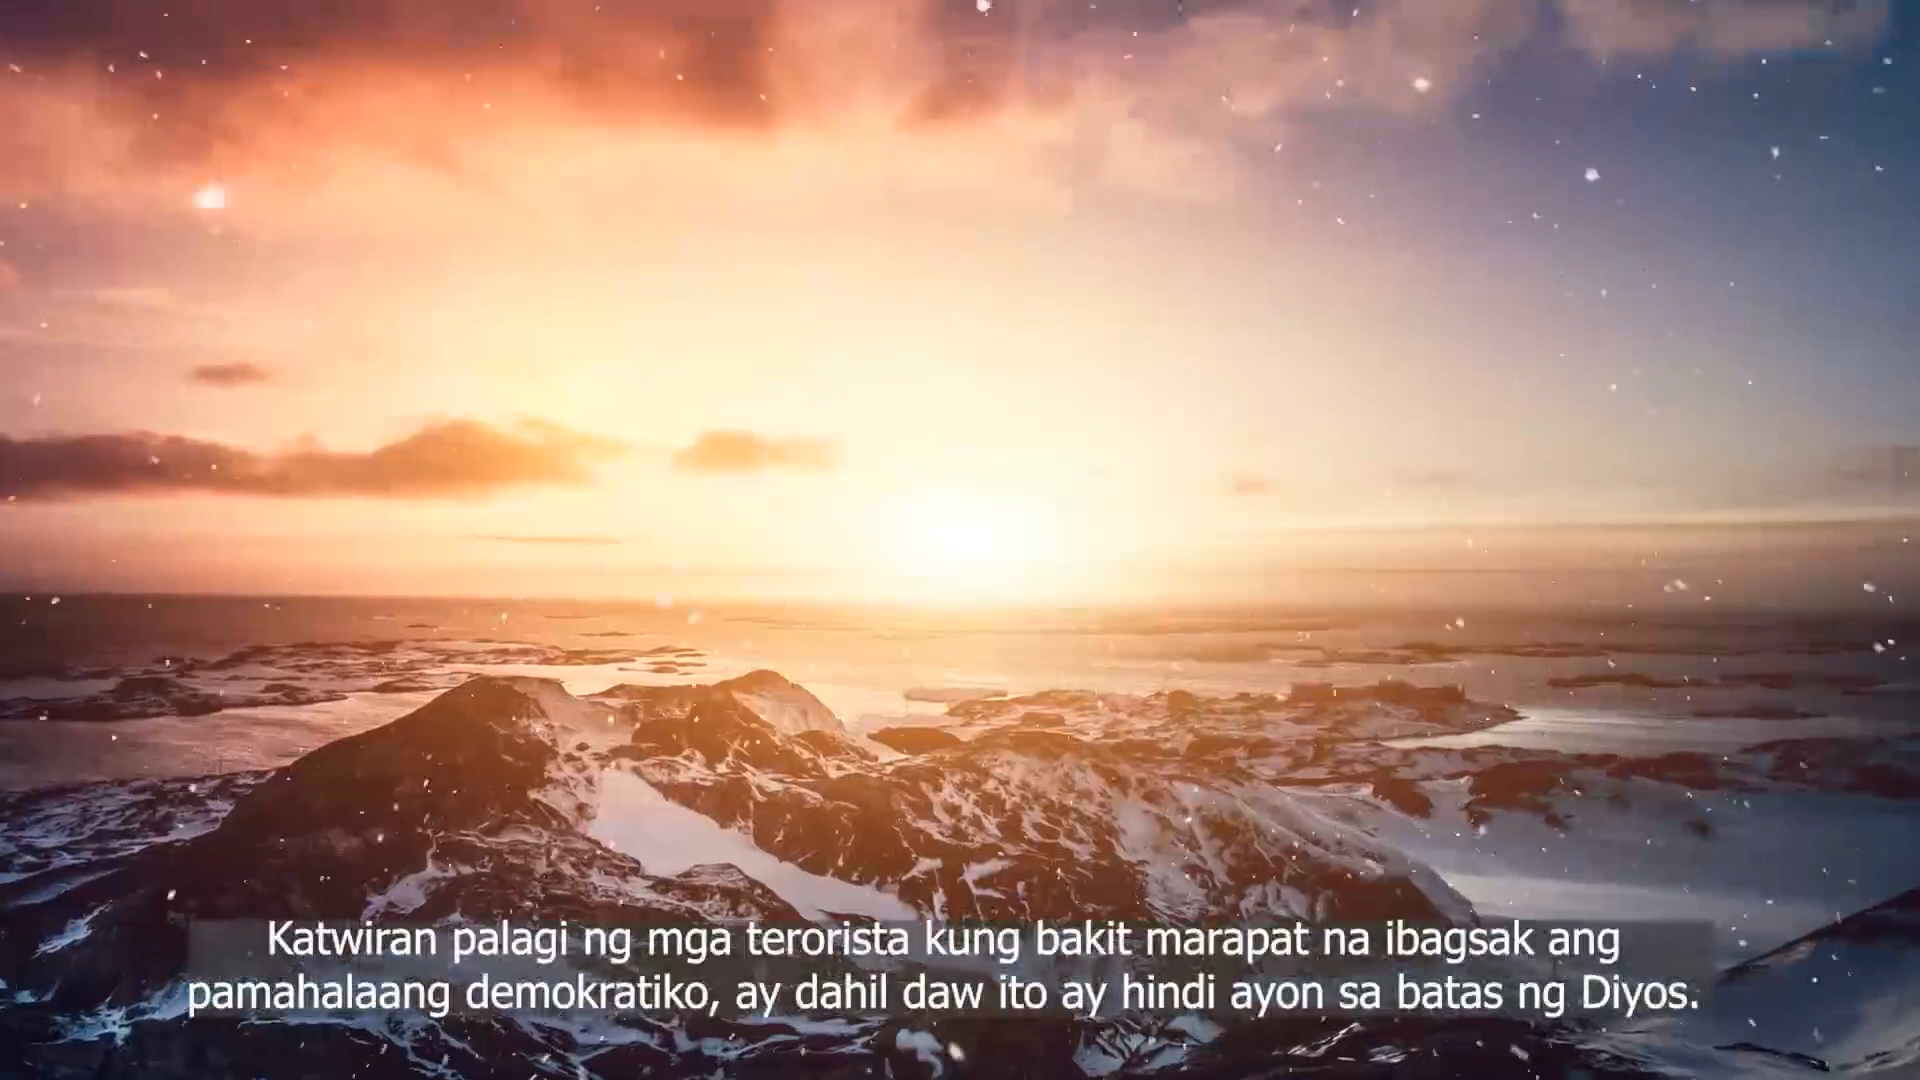 Katwiran palagi ng mga terorista kung bakit marapat na ibagsak ang
pamahalaang demokratiko, ay dahil daw ito ay hindi ayon sa batas ng Diyos.